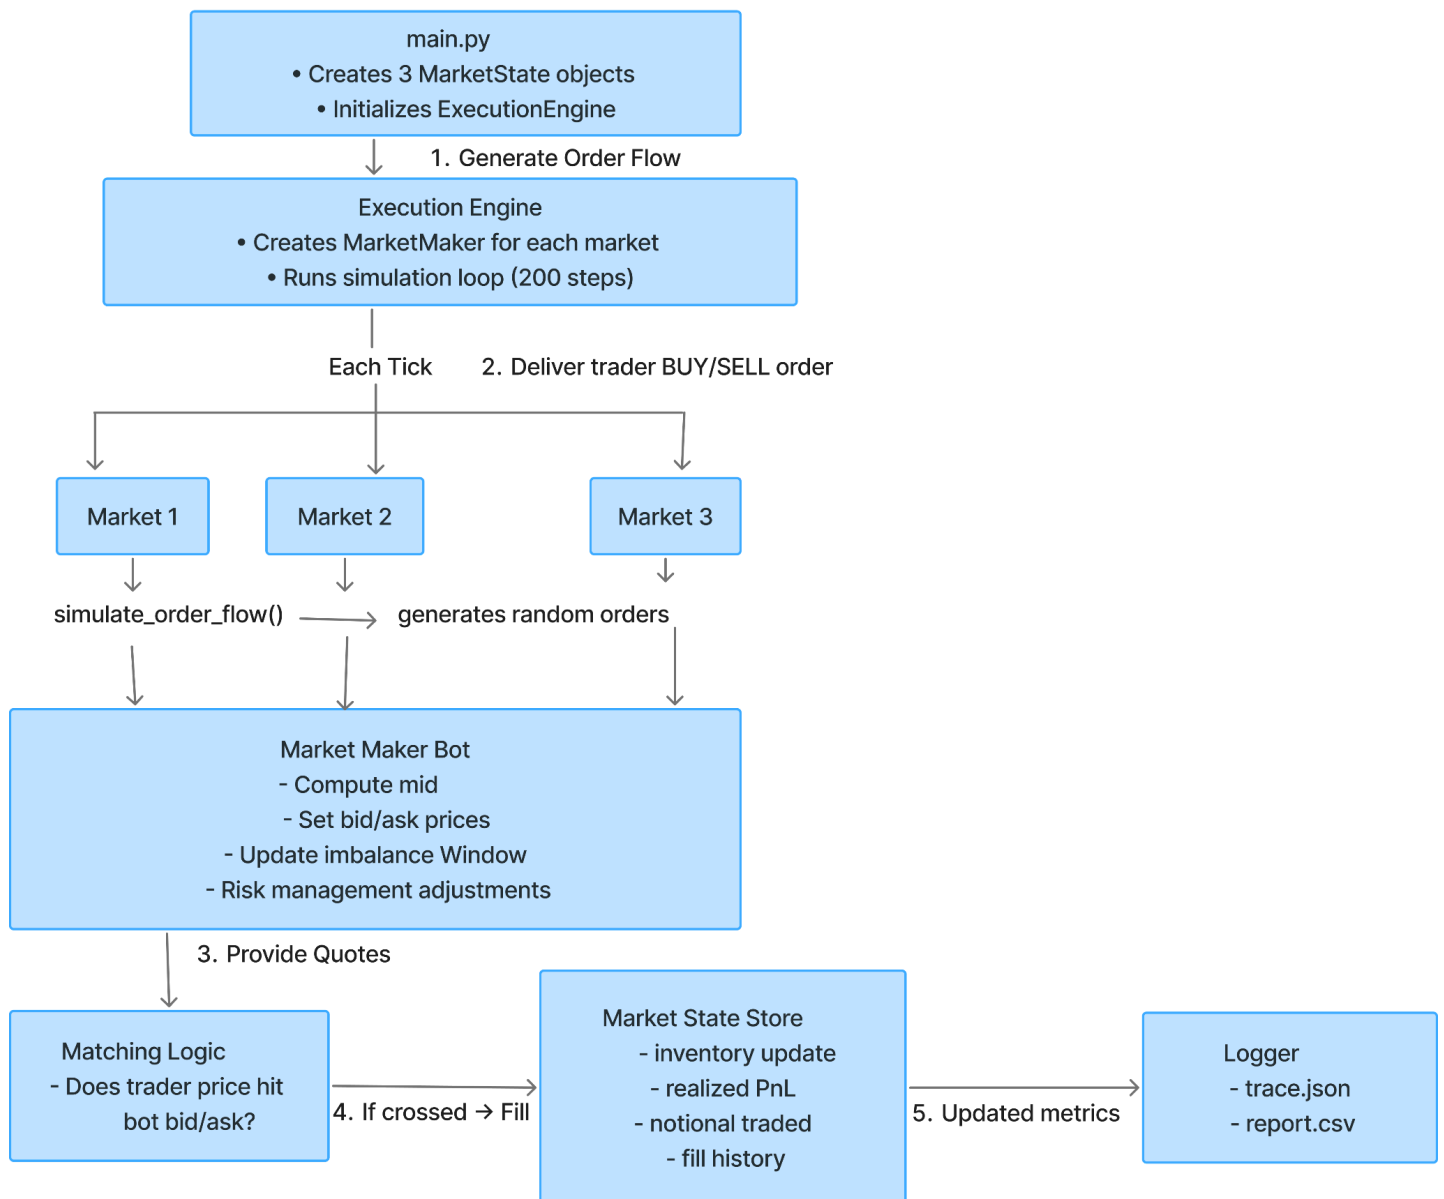 main.py
• Creates 3 MarketState objects
• Initializes ExecutionEngine
1. Generate Order Flow
Execution Engine
• Creates MarketMaker for each market
• Runs simulation loop (200 steps)
Each Tick
2. Deliver trader BUY/SELL order
Market 1
Market 2
Market 3
simulate_order_flow()
generates random orders
Market Maker Bot
- Compute mid
- Set bid/ask prices
- Update imbalance Window
- Risk management adjustments
3. Provide Quotes
Matching Logic
- Does trader price hit
bot bid/ask?
4. If crossed → Fill
Market State Store
- inventory update
- realized PnL
- notional traded
- fill history
5. Updated metrics
Logger
- trace.json
- report.csv